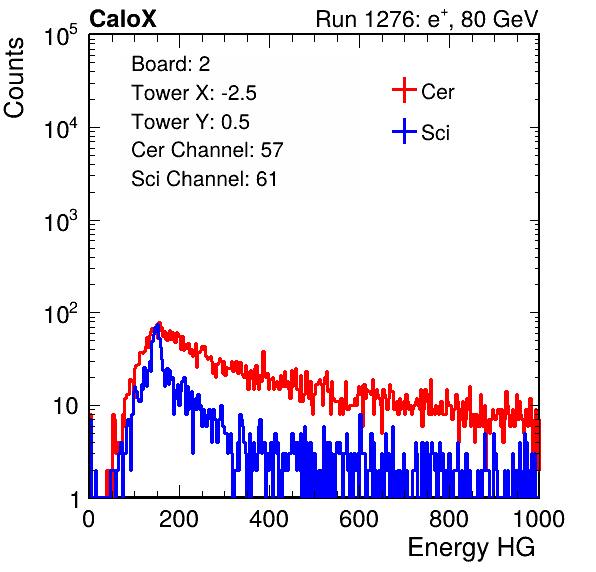 CaloX Run 1276: e⁺, 80 GeV
Counts
Board: 2
Tower X: -2.5
Tower Y: 0.5
Cer Channel: 57
Sci Channel: 61
Cer
Sci
10⁵
10⁴
10³
10²
10
1
0 200 400 600 800 1000
Energy HG